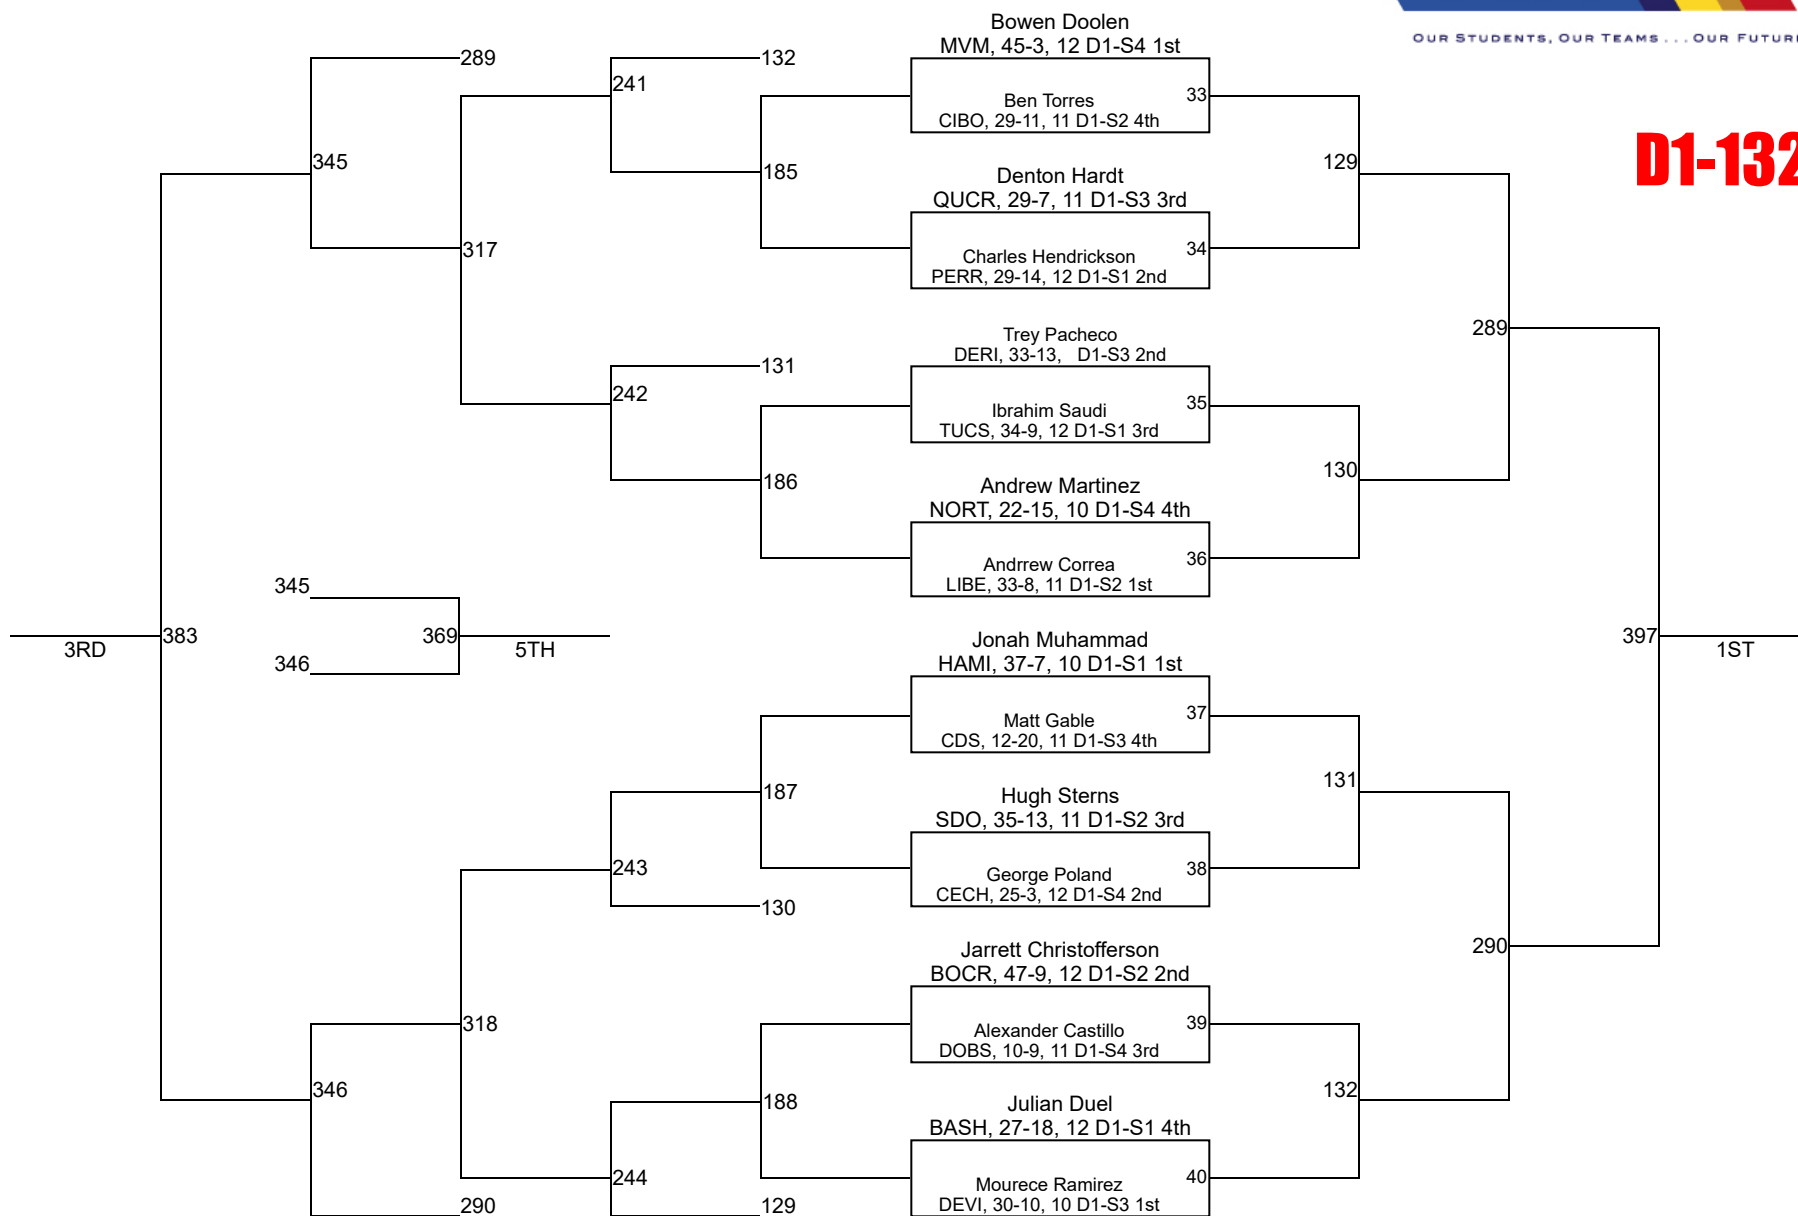 OUR STUDENTS, OUR TEAMS...OUR FUTURE
D1-132
Bowen Doolen
MVM, 45-3, 12 D1-S4 1st
Ben Torres
CIBO, 29-11, 11 D1-S2 4th
33
Denton Hardt
QUCR, 29-7, 11 D1-S3 3rd
Charles Hendrickson
PERR, 29-14, 12 D1-S1 2nd
34
Trey Pacheco
DERI, 33-13, D1-S3 2nd
Ibrahim Saudi
TUCS, 34-9, 12 D1-S1 3rd
35
Andrew Martinez
NORT, 22-15, 10 D1-S4 4th
Andrrew Correa
LIBE, 33-8, 11 D1-S2 1st
36
Jonah Muhammad
HAMI, 37-7, 10 D1-S1 1st
Matt Gable
CDS, 12-20, 11 D1-S3 4th
37
Hugh Sterns
SDO, 35-13, 11 D1-S2 3rd
George Poland
CECH, 25-3, 12 D1-S4 2nd
38
Jarrett Christofferson
BOCR, 47-9, 12 D1-S2 2nd
Alexander Castillo
DOBS, 10-9, 11 D1-S4 3rd
39
Julian Duel
BASH, 27-18, 12 D1-S1 4th
Mourece Ramirez
DEVI, 30-10, 10 D1-S3 1st
40
129
130
131
132
289
290
397
1ST
132
185
131
186
187
130
188
129
241
242
243
244
289
317
318
290
345
346
345
346
369
5TH
383
3RD